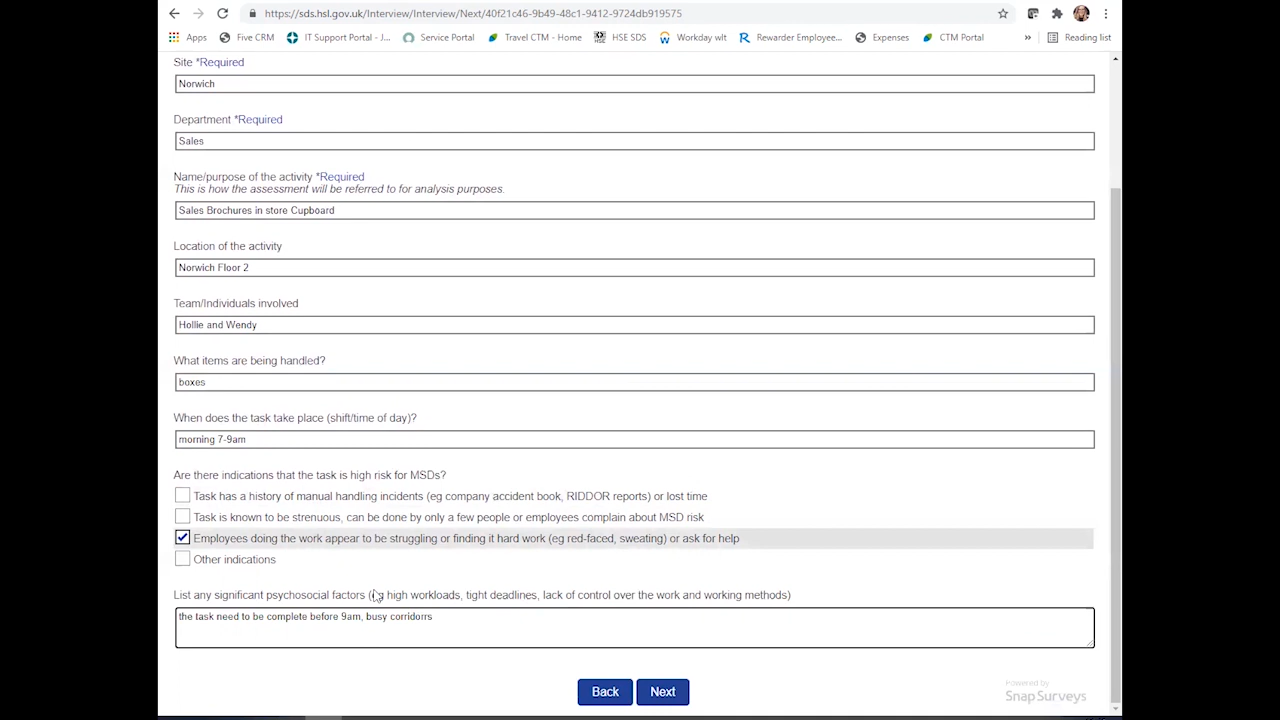 https://sds.hsl.gov.uk/Interview/Interview/Next/40f21c46-9b49-48c1-9412-9724db919575
Apps Five CRM IT Support Portal - J... Service Portal Travel CTM - Home HSE SDS Workday wlt Rewarder Employee... Expenses CTM Portal » Reading list
Site *Required
Norwich
Department *Required
Sales
Name/purpose of the activity *Required
This is how the assessment will be referred to for analysis purposes.
Sales Brochures in store Cupboard
Location of the activity
Norwich Floor 2
Team/Individuals involved
Hollie and Wendy
What items are being handled?
boxes
When does the task take place (shift/time of day)?
morning 7-9am
Are there indications that the task is high risk for MSDs?
Task has a history of manual handling incidents (eg company accident book, RIDDOR reports) or lost time
Task is known to be strenuous, can be done by only a few people or employees complain about MSD risk
Employees doing the work appear to be struggling or finding it hard work (eg red-faced, sweating) or ask for help
Other indications
List any significant psychosocial factors (eg high workloads, tight deadlines, lack of control over the work and working methods)
the task need to be complete before 9am, busy corridorrs
Back Next
Powered by
SnapSurveys